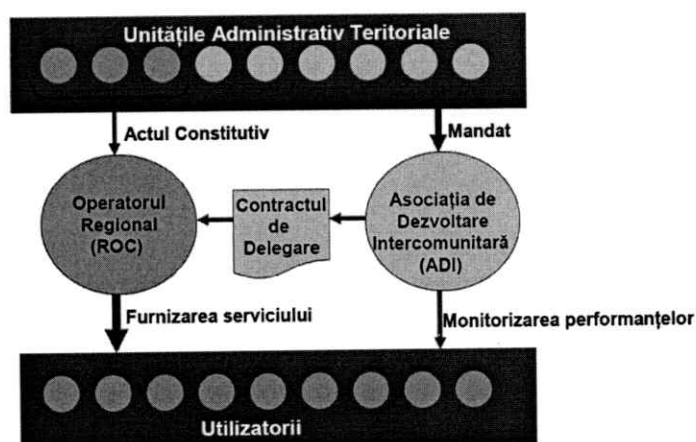 Unitățile Administrativ Teritoriale
Actul Constitutiv
Mandat
Operatorul
Regional
(ROC)
Contractul
de
Delegare
Asociația de
Dezvoltare
Intercomunitară
(ADI)
Furnizarea serviciului
Monitorizarea performanțelor
Utilizatorii